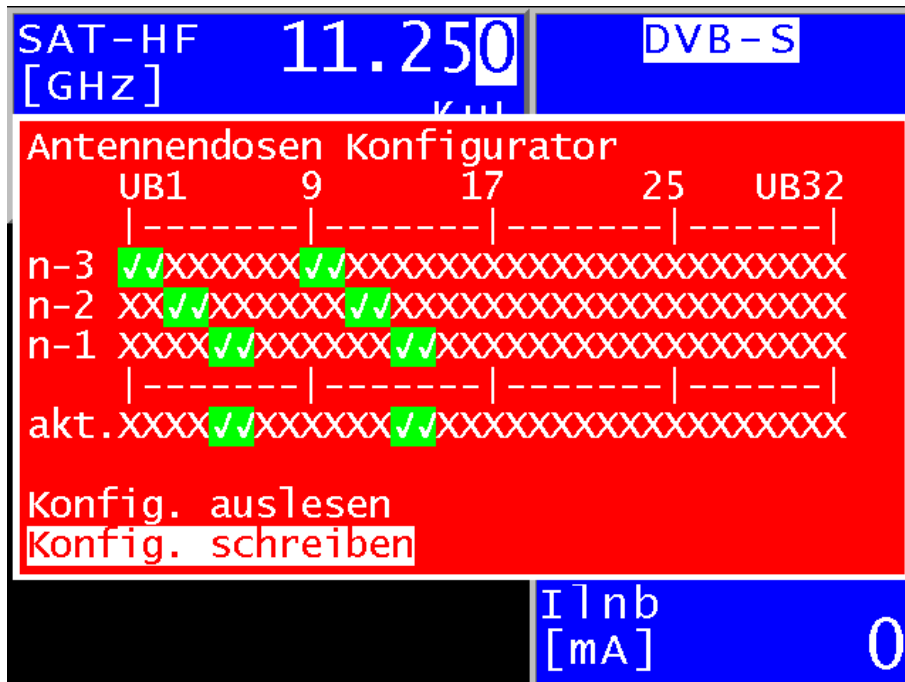 SAT-HF [GHz] 11.250
DVB-S
Antennendosen Konfigurator
UB1 9 17 25 UB32
|-------|-------|-------|------|
n-3 ✓✓XXXXXX✓✓XXXXXXXXXXXXXXXXXXXXXX
n-2 XX✓✓XXXXXX✓✓XXXXXXXXXXXXXXXXXXXX
n-1 XXXX✓✓XXXXXX✓✓XXXXXXXXXXXXXXXXXX
|-------|-------|-------|------|
akt.XXXX✓✓XXXXXX✓✓XXXXXXXXXXXXXXXXXX
Konfig. auslesen
Konfig. schreiben
Ilnb
[mA] 0